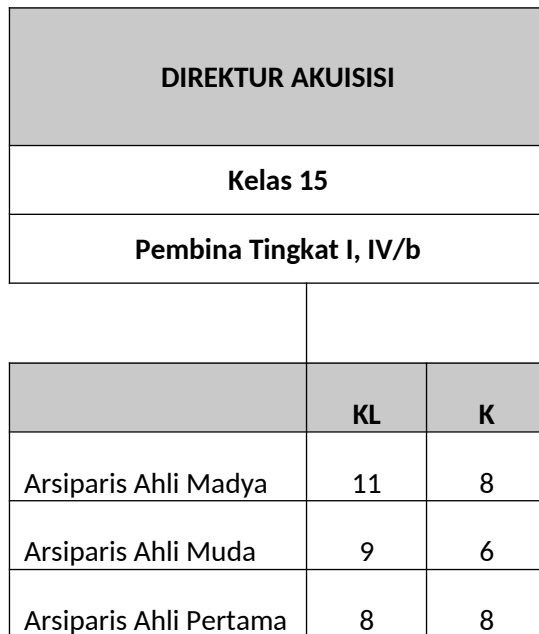 DIREKTUR AKUISISI
Kelas 15
Pembina Tingkat I, IV/b
KL K
Arsiparis Ahli Madya 11 8
Arsiparis Ahli Muda 9 6
Arsiparis Ahli Pertama 8 8